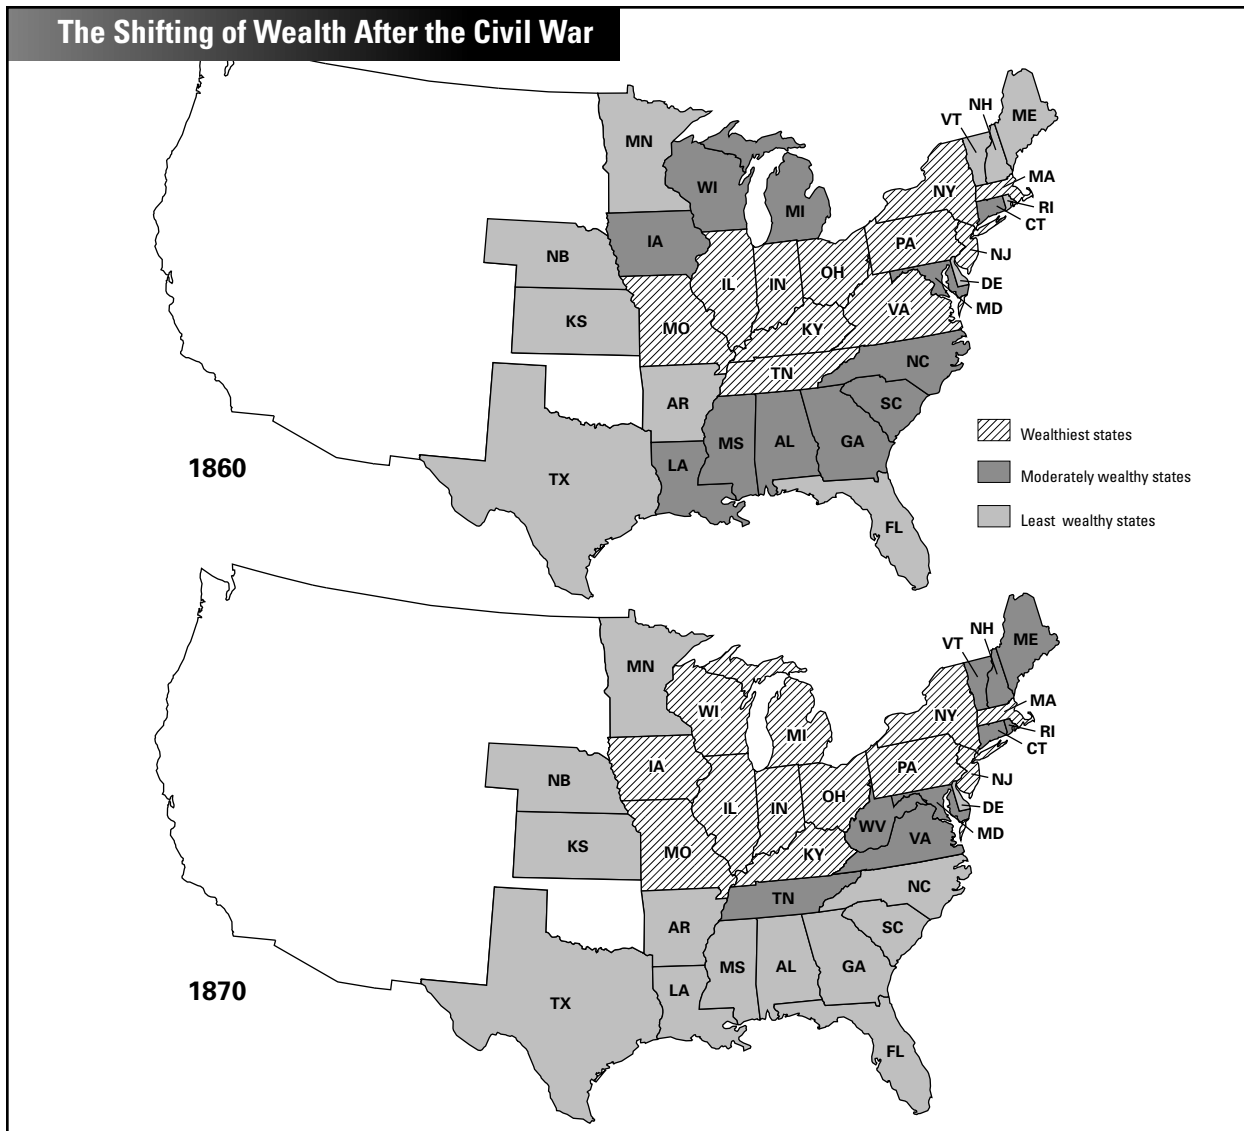 The Shifting of Wealth After the Civil War
ME
NH
VT
MN
MA
WI
NY
RI
MI
CT
IA
PA
NB
NJ
OH
IL
IN
DE
MD
VA
KS
MO
KY
NC
TN
AR
SC
Wealthiest states
MS
AL
GA
1860
LA
TX
Moderately wealthy states
Least wealthy states
FL
NH
ME
VT
MN
MA
WI
NY
RI
MI
CT
IA
PA
NB
NJ
OH
IL
IN
DE
WV
MD
VA
KS
MO
KY
NC
TN
AR
SC
MS
AL
GA
1870
LA
TX
FL